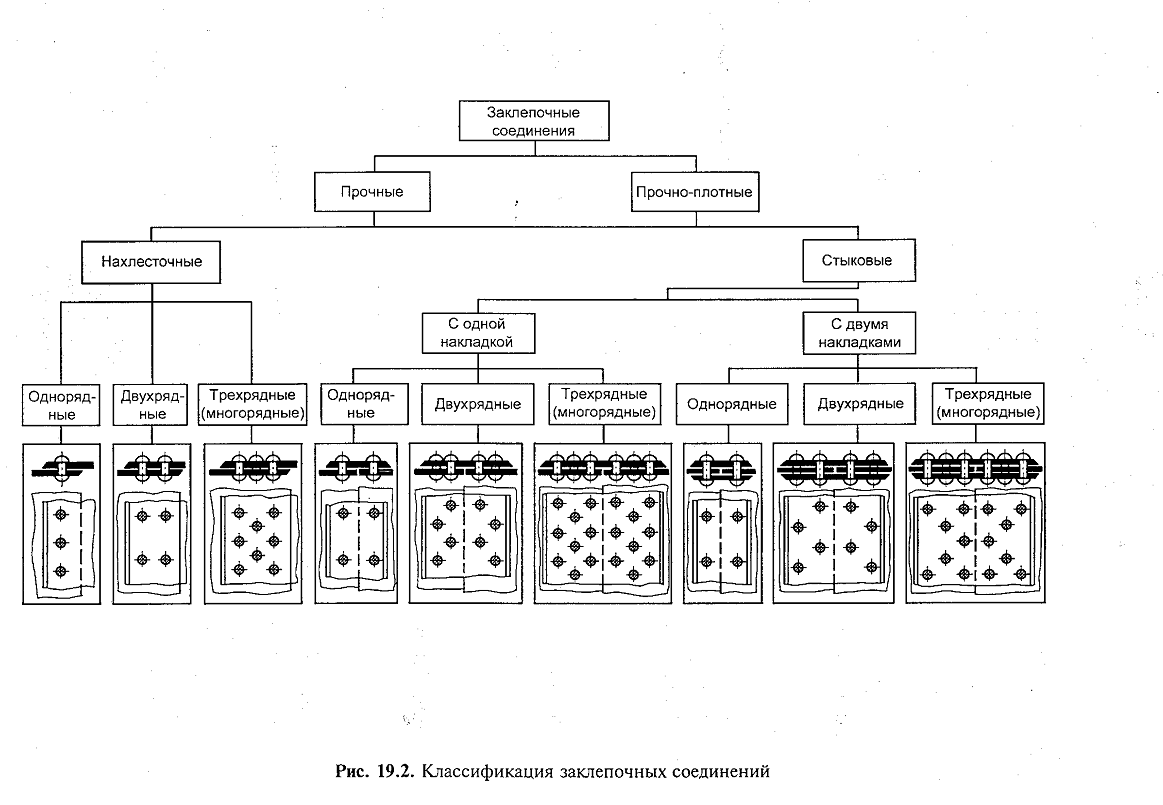 Заклепочные
соединения
Прочные
Прочно-плотные
Нахлесточные
Стыковые
С одной
накладкой
С двумя
накладками
Одноряд-
ные
Двухряд-
ные
Трехрядные
(многорядные)
Одноряд-
ные
Двухрядные
Трехрядные
(многорядные)
Однорядные
Двухрядные
Трехрядные
(многорядные)
Рис. 19.2. Классификация заклепочных соединений